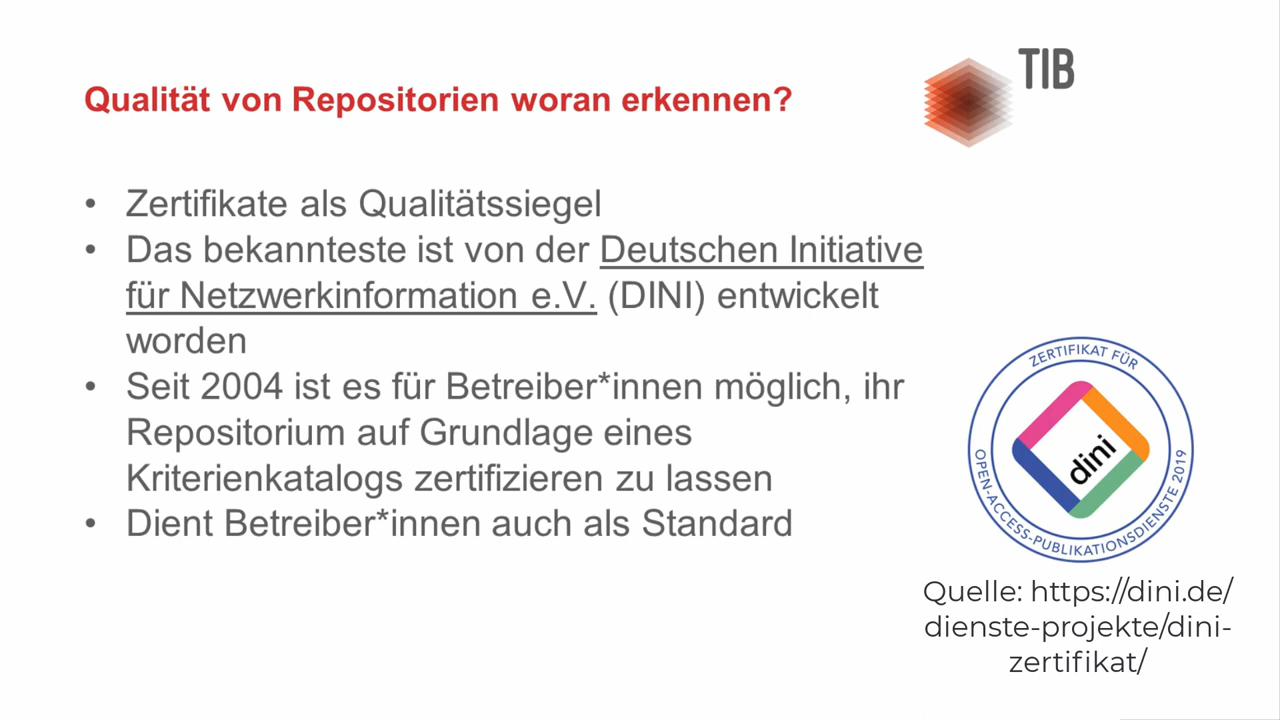 TIB
Qualität von Repositorien woran erkennen?
• Zertifikate als Qualitätssiegel
• Das bekannteste ist von der Deutschen Initiative
für Netzwerkinformation e.V. (DINI) entwickelt
worden
• Seit 2004 ist es für Betreiber*innen möglich, ihr
Repositorium auf Grundlage eines
Kriterienkatalogs zertifizieren zu lassen
• Dient Betreiber*innen auch als Standard
ZERTIFIKAT FÜR
dini
OPEN-ACCESS-PUBLIKATIONSDIENSTE 2019
Quelle: https://dini.de/
dienste-projekte/dini-
zertifikat/